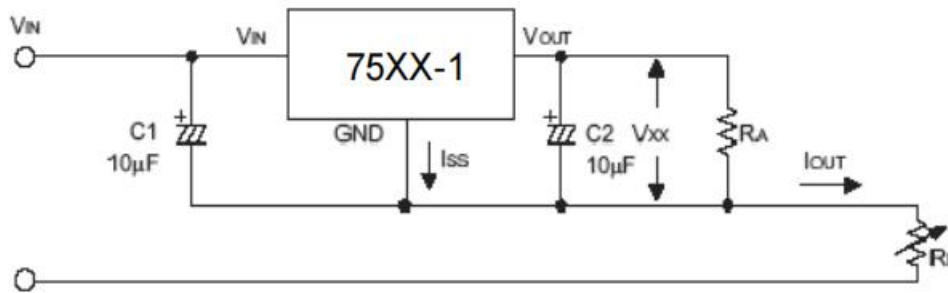 VIN
VIN
VOUT
75XX-1
C1
10µF
GND
ISS
C2
10µF
VXX
RA
IOUT